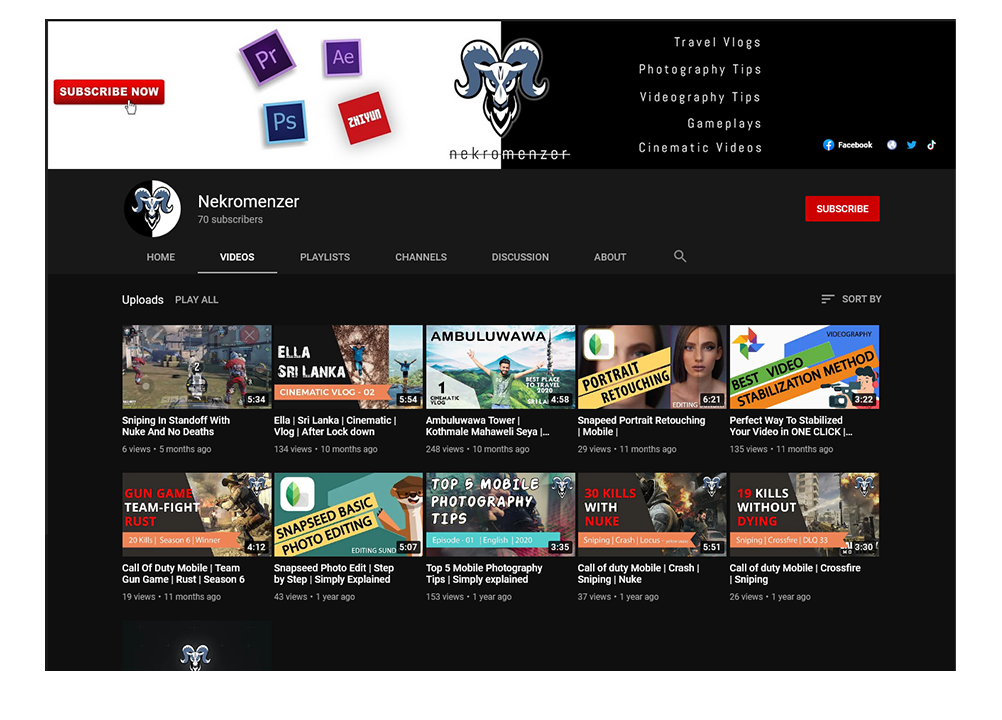 Travel Vlogs
Photography Tips
Videography Tips
Gameplays
Cinematic Videos
SUBSCRIBE NOW
Pr
Ae
Ps
ZHIYUN
nekromenzer
Facebook
Nekromenzer
70 subscribers
SUBSCRIBE
HOME VIDEOS PLAYLISTS CHANNELS DISCUSSION ABOUT
Uploads PLAY ALL SORT BY
2
5:34
ELLA
SRI LANKA
CINEMATIC VLOG - 02
5:54
AMBULUWAWA
1
CINEMATIC
VLOG
BEST PLACE
TO TRAVEL
2020
SRI LA
4:58
PORTRAIT
RETOUCHING
EDITING
6:21
VIDEOGRAPHY
BEST VIDEO
STABILIZATION METHOD
3:22
Sniping In Standoff With
Nuke And No Deaths
6 views • 5 months ago
Ella | Sri Lanka | Cinematic |
Vlog | After Lock down
134 views • 10 months ago
Ambuluwawa Tower |
Kothmale Mahaweli Seya |...
248 views • 10 months ago
Snapeed Portrait Retouching
| Mobile |
29 views • 11 months ago
Perfect Way To Stabilized
Your Video in ONE CLICK |...
135 views • 11 months ago
GUN GAME
TEAM-FIGHT
RUST
20 Kills | Season 6 | Winner
4:12
SNAPSEED BASIC
PHOTO EDITING
EDITING SUND
5:07
TOP 5 MOBILE
PHOTOGRAPHY
TIPS
Episode - 01 | English | 2020
3:35
30 KILLS
WITH
NUKE
Sniping | Crash | Locus -
5:51
19 KILLS
WITHOUT
DYING
Sniping | Crossfire | DLQ 33
3:30
Call Of Duty Mobile | Team
Gun Game | Rust | Season 6
19 views • 11 months ago
Snapseed Photo Edit | Step
by Step | Simply Explained
43 views • 1 year ago
Top 5 Mobile Photography
Tips | Simply explained
153 views • 1 year ago
Call of duty Mobile | Crash |
Sniping | Nuke
37 views • 1 year ago
Call of duty Mobile | Crossfire
| Sniping
26 views • 1 year ago